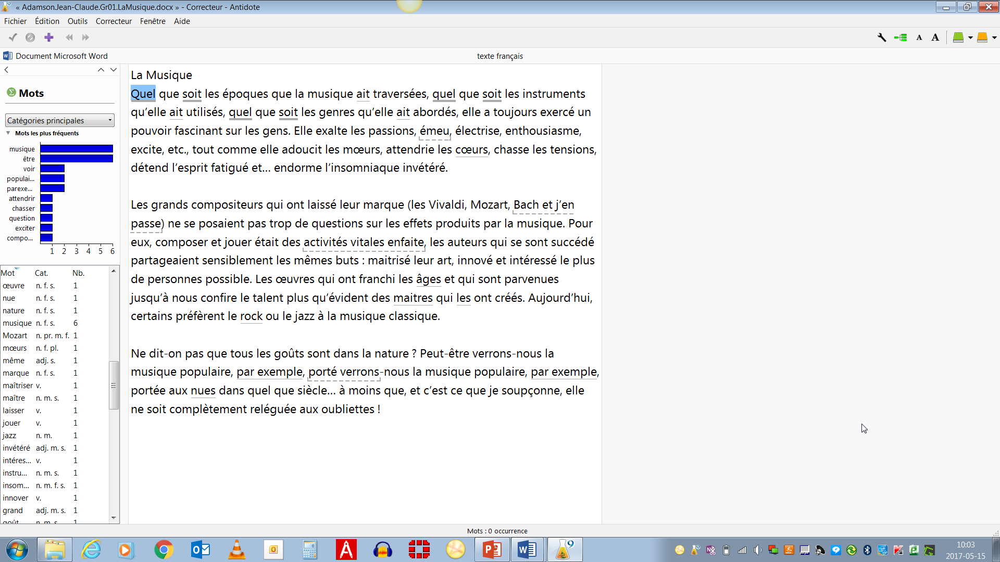 « Adamson.Jean-Claude.Gr01.LaMusique.docx » - Correcteur - Antidote
Fichier Édition Outils Correcteur Fenêtre Aide
A A
Document Microsoft Word
texte français
Mots
Catégories principales
Mots les plus fréquents
musique
être
voir
populai...
parexe...
attendrir
chasser
question
exciter
compo...
1 2 3 4 5 6
Mot Cat. Nb.
œuvre n. f. s. 1
nue n. f. s. 1
nature n. f. s. 1
musique n. f. s. 6
Mozart n. pr. m. f. 1
mœurs n. f. pl. 1
même adj. s. 1
marque n. f. s. 1
maîtriser v. 1
maître n. m. s. 1
laisser v. 1
jouer v. 1
jazz n. m. 1
invétéré adj. m. s. 1
intéres... v. 1
instru... n. m. s. 1
insom... n. m. f. s. 1
innover v. 1
grand adj. m. s. 1
goût n. m. s. 1
La Musique
Quel que soit les époques que la musique ait traversées, quel que soit les instruments
qu’elle ait utilisés, quel que soit les genres qu’elle ait abordés, elle a toujours exercé un
pouvoir fascinant sur les gens. Elle exalte les passions, émeu, électrise, enthousiasme,
excite, etc., tout comme elle adoucit les mœurs, attendrie les cœurs, chasse les tensions,
détend l’esprit fatigué et... endorme l’insomniaque invétéré.
Les grands compositeurs qui ont laissé leur marque (les Vivaldi, Mozart, Bach et j’en
passe) ne se posaient pas trop de questions sur les effets produits par la musique. Pour
eux, composer et jouer était des activités vitales enfaite, les auteurs qui se sont succédé
partageaient sensiblement les mêmes buts : maitrisé leur art, innové et intéressé le plus
de personnes possible. Les œuvres qui ont franchi les âges et qui sont parvenues
jusqu’à nous confire le talent plus qu’évident des maitres qui les ont créés. Aujourd’hui,
certains préfèrent le rock ou le jazz à la musique classique.
Ne dit-on pas que tous les goûts sont dans la nature ? Peut-être verrons-nous la
musique populaire, par exemple, porté verrons-nous la musique populaire, par exemple,
portée aux nues dans quel que siècle... à moins que, et c’est ce que je soupçonne, elle
ne soit complètement reléguée aux oubliettes !
Mots : 0 occurrence
10:03
2017-05-15